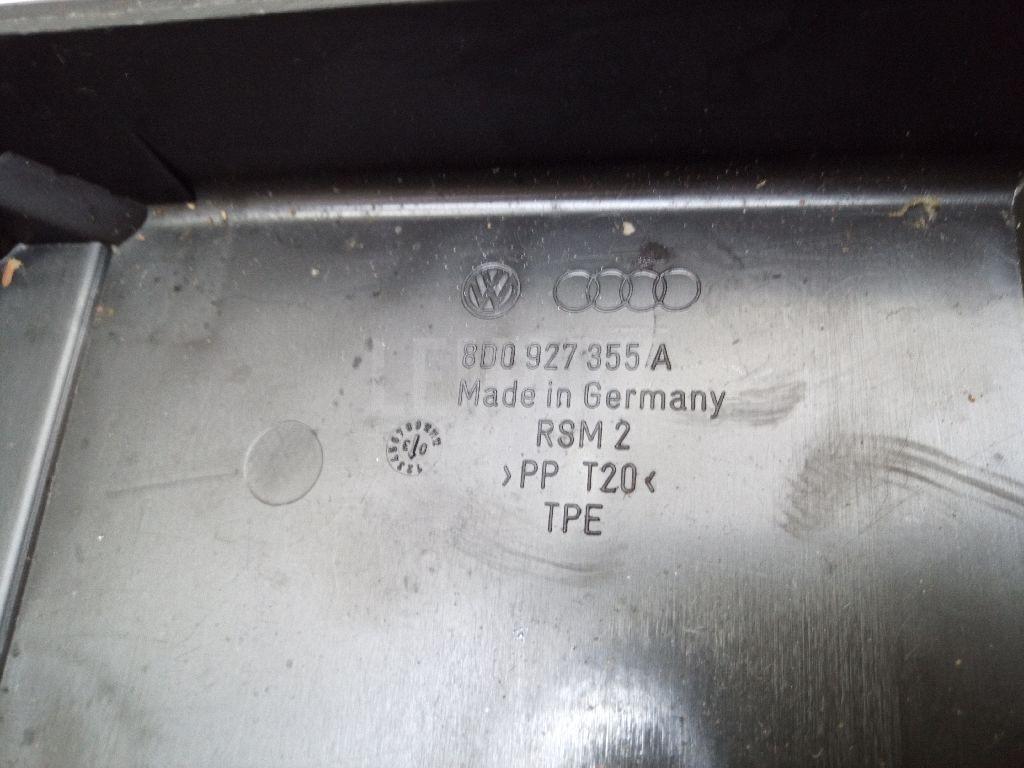 8D0 927 355 A
Made in Germany
RSM 2
>PP T20<
TPE